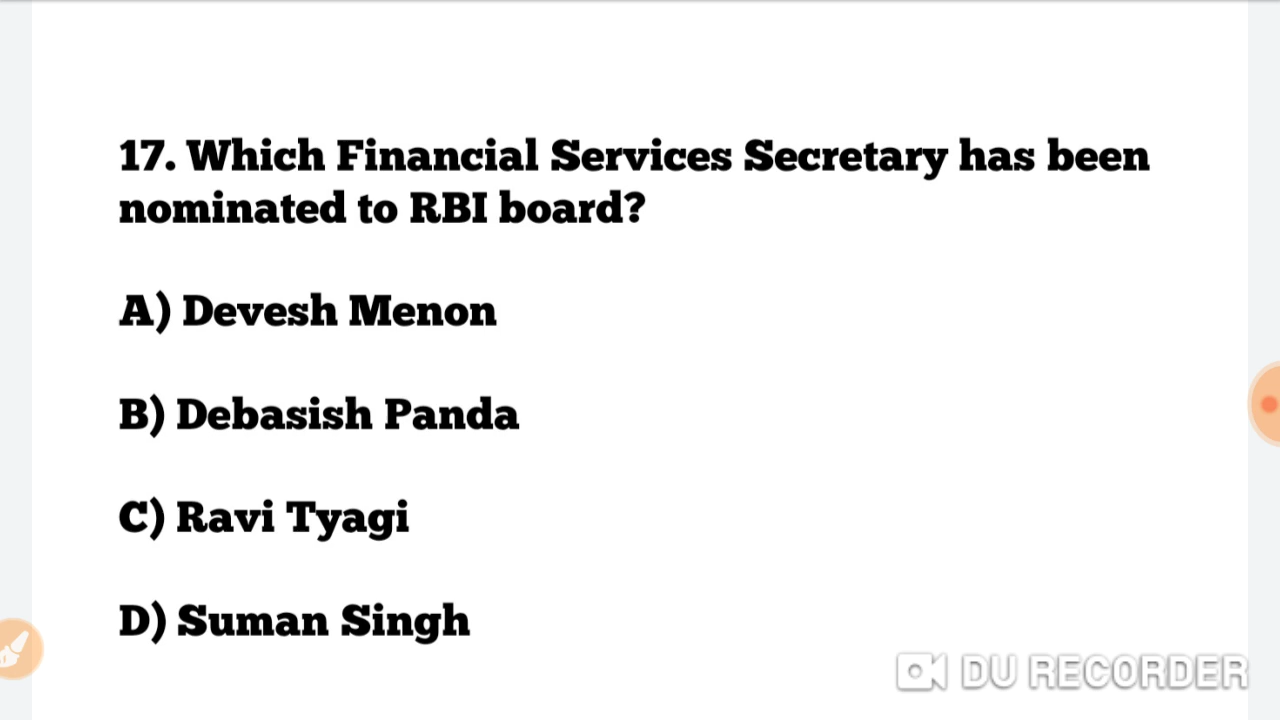 17. Which Financial Services Secretary has been
nominated to RBI board?
A) Devesh Menon
B) Debasish Panda
C) Ravi Tyagi
D) Suman Singh
DU RECORDER